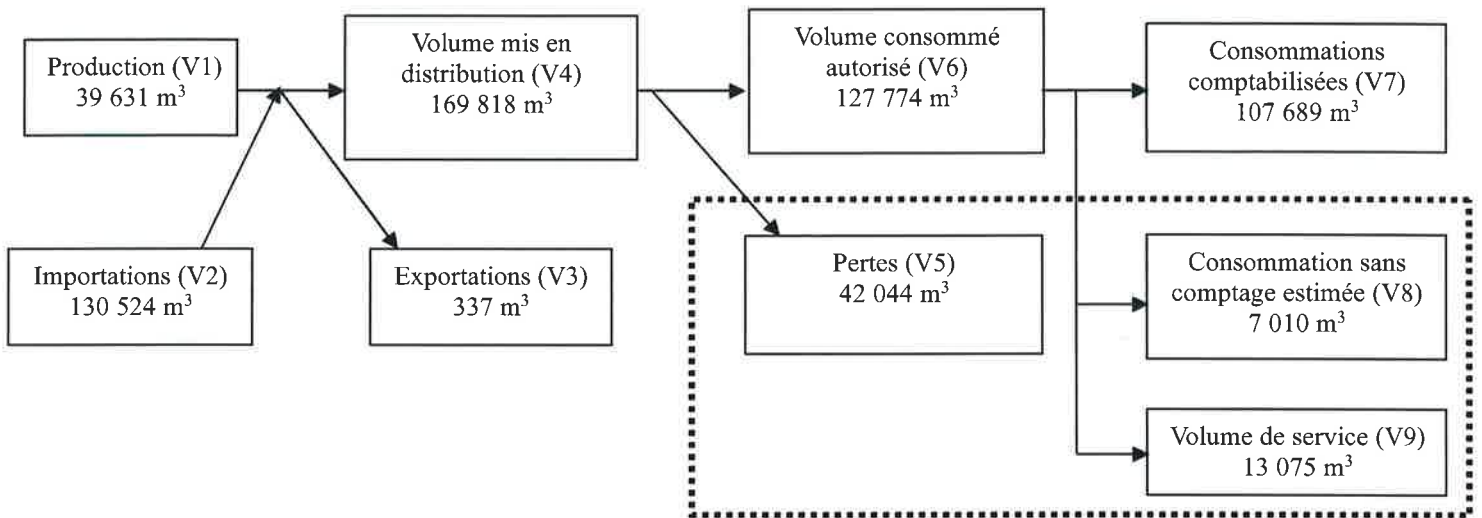 Production (V1)
39 631 m³
Volume mis en
distribution (V4)
169 818 m³
Volume consommé
autorisé (V6)
127 774 m³
Consommations
comptabilisées (V7)
107 689 m³
Importations (V2)
130 524 m³
Exportations (V3)
337 m³
Pertes (V5)
42 044 m³
Consommation sans
comptage estimée (V8)
7 010 m³
Volume de service (V9)
13 075 m³